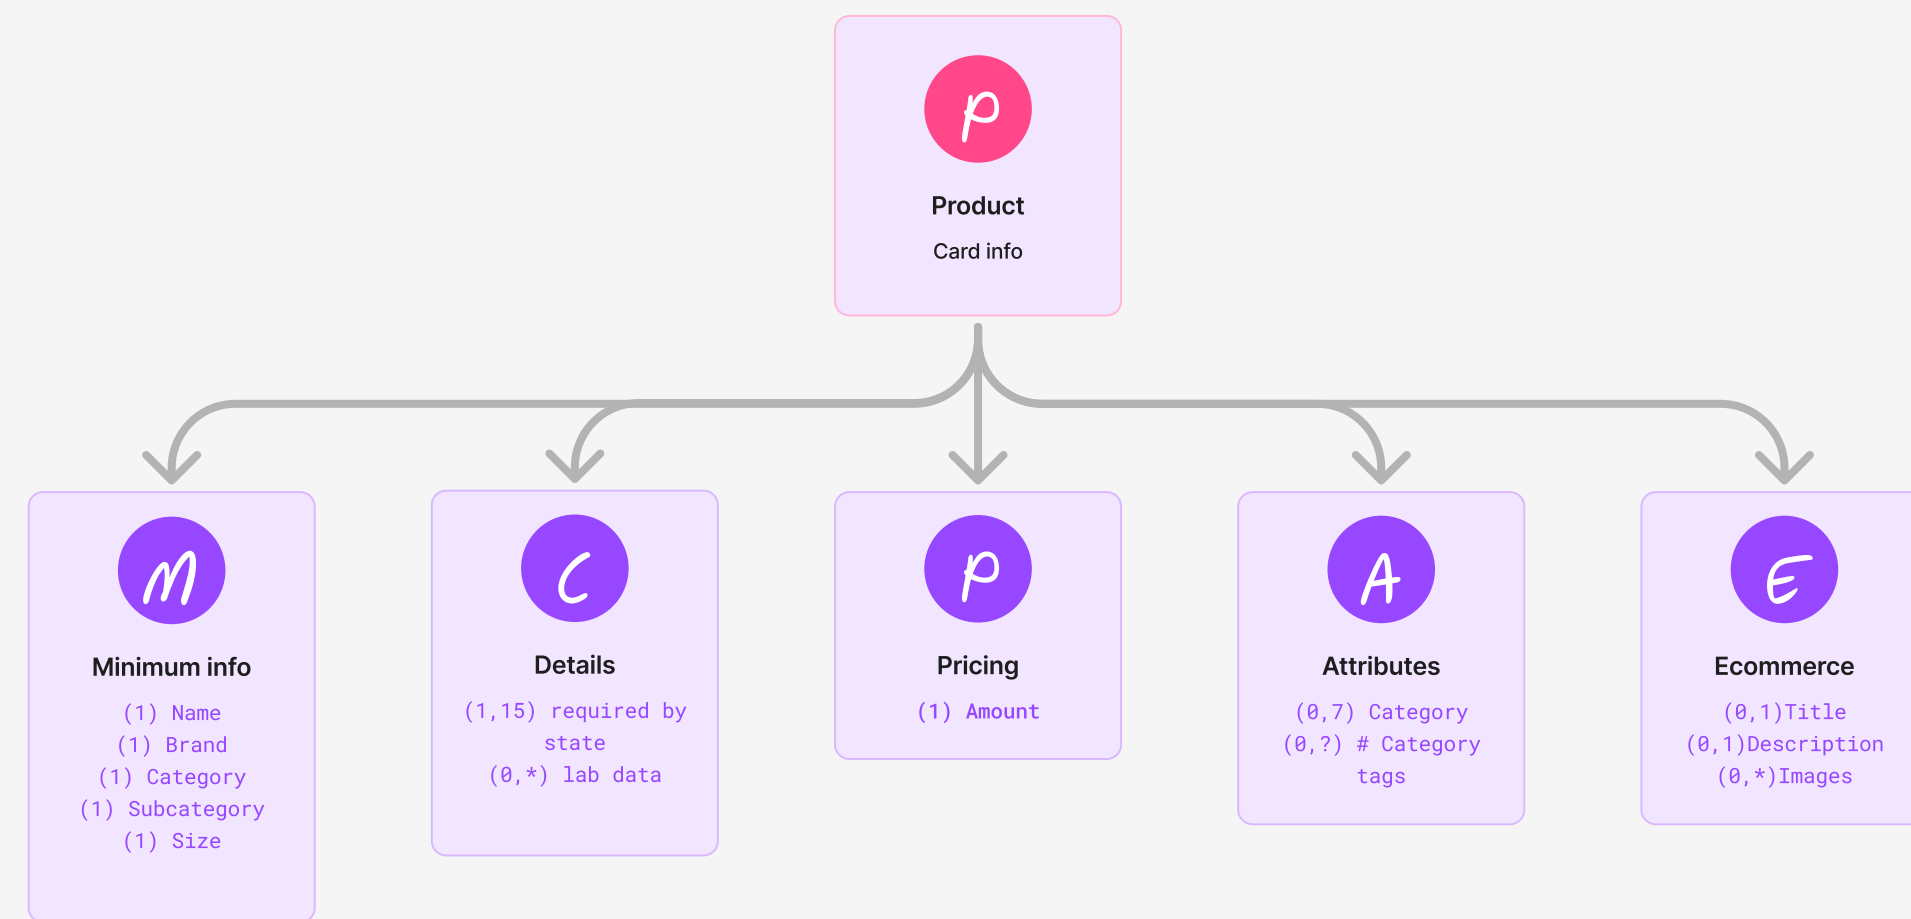 P
Product
Card info
M
Minimum info
(1) Name
(1) Brand
(1) Category
(1) Subcategory
(1) Size
C
Details
(1,15) required by
state
(0,*) lab data
P
Pricing
(1) Amount
A
Attributes
(0,7) Category
(0,?) # Category
tags
E
Ecommerce
(0,1)Title
(0,1)Description
(0,*)Images